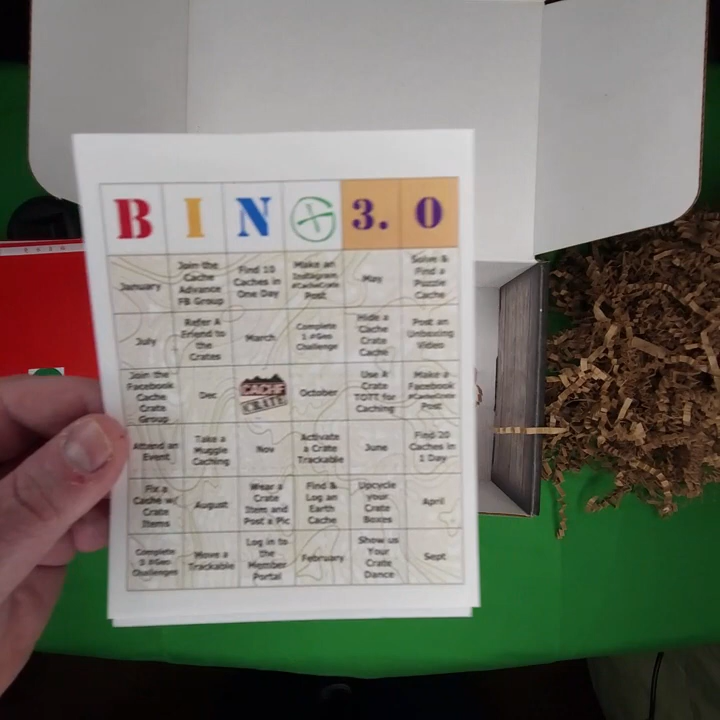 B I N 3. 0
January
Join the
Cache
Advance
FB Group
Find 10
Caches in
One Day
Make an
Instagram
#CacheCrate
Post
May
Solve &
Find a
Puzzle
Cache
July
Refer A
Friend to
the
Crates
March
Complete
1 #Geo
Challenge
Hide a
Cache
Crate
Cache
Post an
Unboxing
Video
Join the
Facebook
Cache
Crate
Group
Dec
CACHE
CRATE
October
Use A
Crate
TOTT for
Caching
Make a
Facebook
#CacheCrate
Post
Attend an
Event
Take a
Muggle
Caching
Nov
Activate
a Crate
Trackable
June
Find 20
Caches in
1 Day
Fix a
Cache w/
Crate
Items
August
Wear a
Crate
Item and
Post a Pic
Find &
Log an
Earth
Cache
Upcycle
your
Crate
Boxes
April
Complete
3 #Geo
Challenges
Move a
Trackable
Log in to
the
Member
Portal
February
Show us
Your
Crate
Dance
Sept